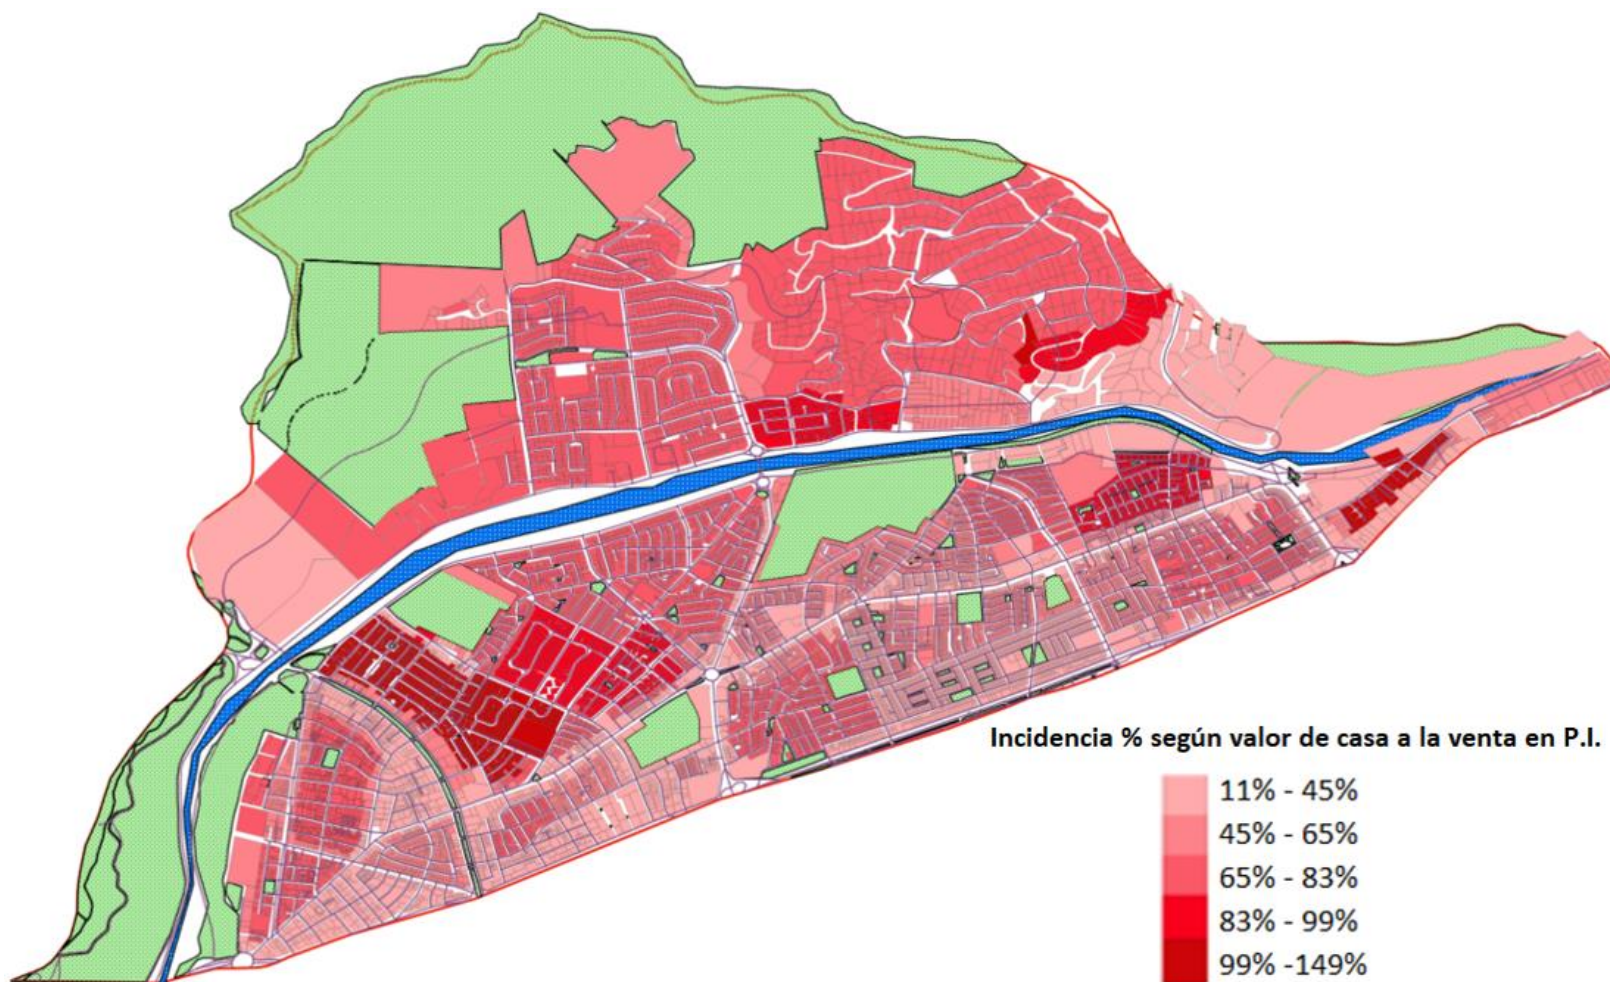 Incidencia % según valor de casa a la venta en P.I.
11% - 45%
45% - 65%
65% - 83%
83% - 99%
99% -149%